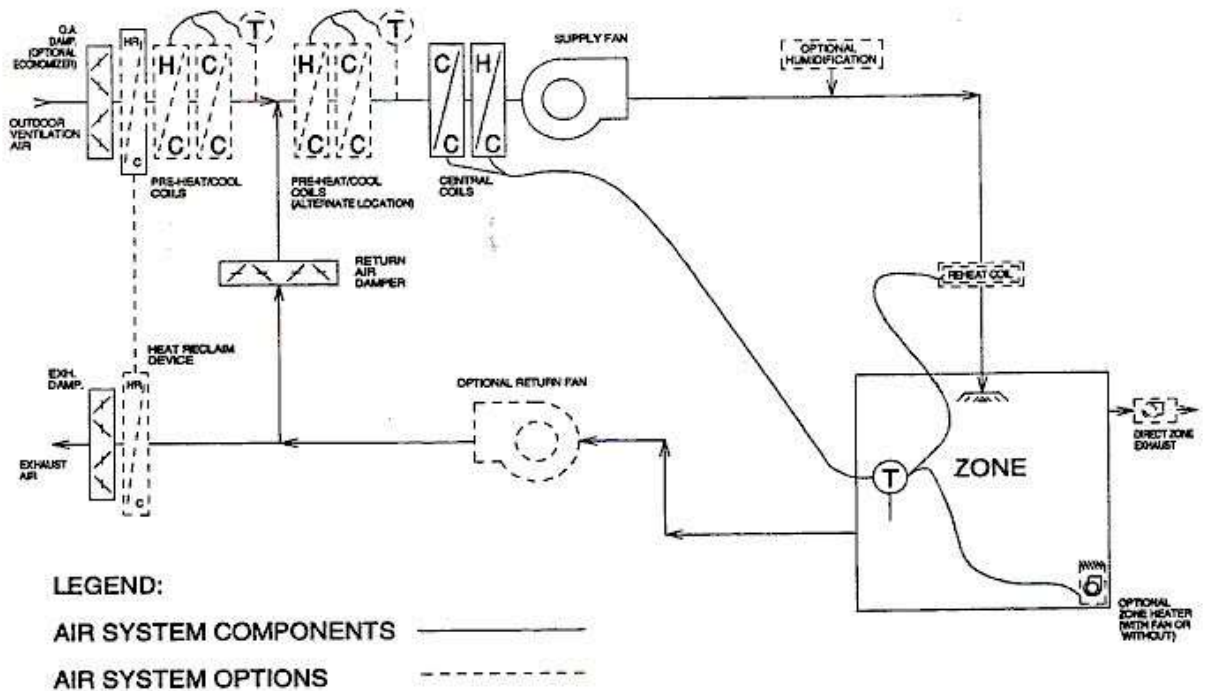 O.A.
DAMP.
(OPTIONAL
ECONOMIZER)
HR
C
H
C
C
C
T
H
C
C
C
T
C
C
H
C
SUPPLY FAN
OPTIONAL
HUMIDIFICATION
OUTDOOR
VENTILATION
AIR
PRE-HEAT/COOL
COILS
PRE-HEAT/COOL
COILS
(ALTERNATE LOCATION)
CENTRAL
COILS
RETURN
AIR
DAMPER
REHEAT COIL
HEAT RECLAIM
DEVICE
EXH.
DAMP.
HR
C
OPTIONAL RETURN FAN
EXHAUST
AIR
T
ZONE
DIRECT ZONE
EXHAUST
OPTIONAL
ZONE HEATER
(WITH FAN OR
WITHOUT)
LEGEND:
AIR SYSTEM COMPONENTS
AIR SYSTEM OPTIONS